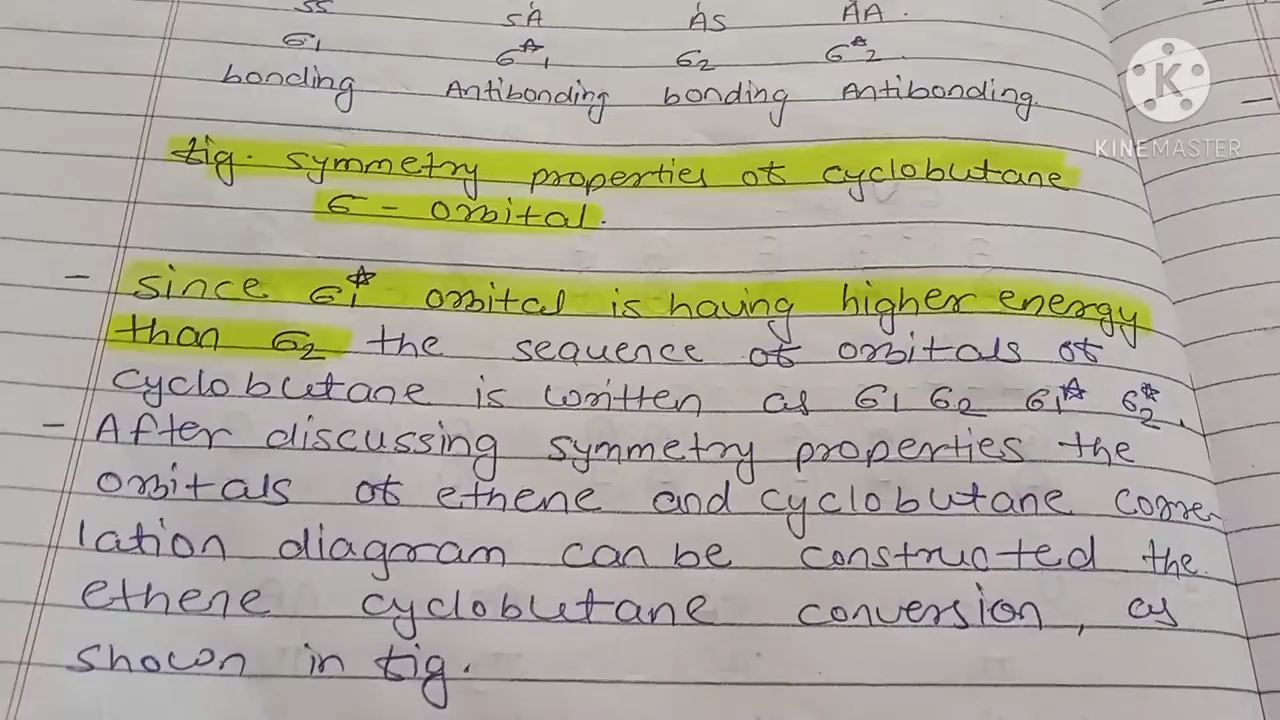 SS SA AS AA.
σ₁ σ*₁ σ₂ σ*₂
bonding Antibonding bonding Antibonding.
K
KINEMASTER
fig. symmetry properties of cyclobutane
σ - orbital.
- since σ₁* orbital is having higher energy
than σ₂ the sequence of orbitals of
cyclobutane is written as σ₁ σ₂ σ₁* σ₂*.
- After discussing symmetry properties the
orbitals of ethene and cyclobutane corre-
lation diagram can be constructed the
ethene cyclobutane conversion, as
shown in fig.